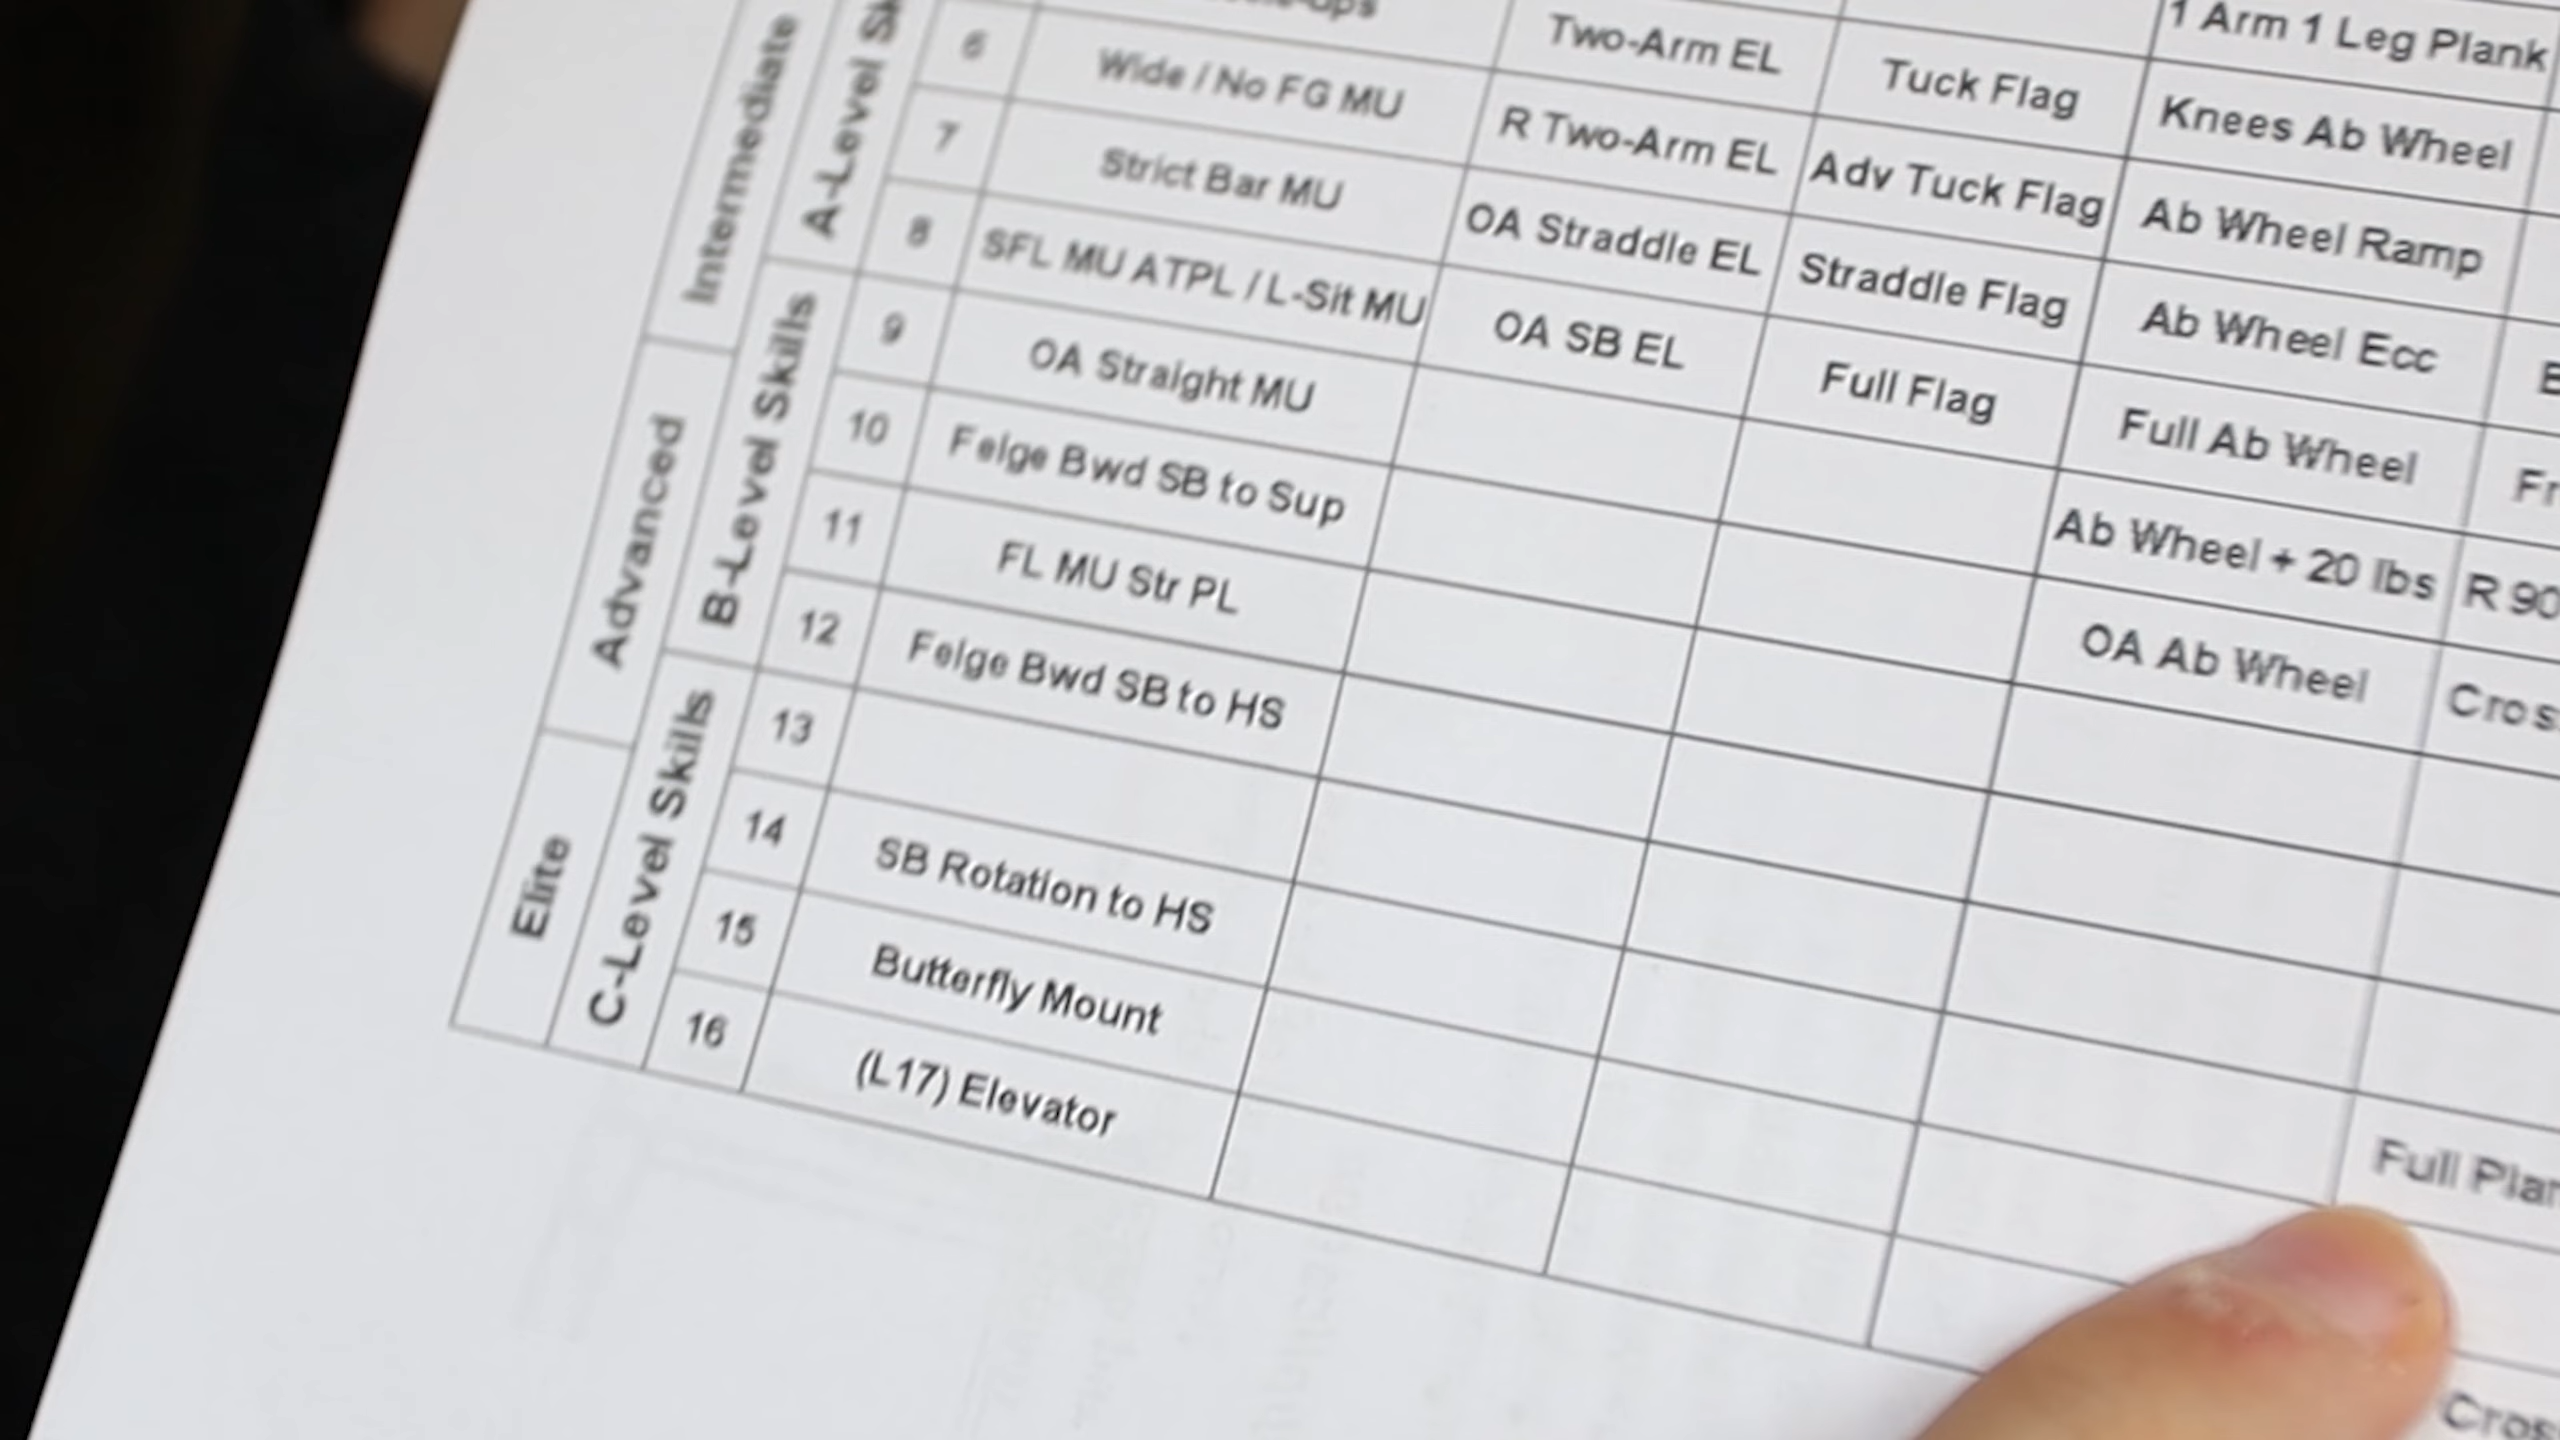 1 Arm 1 Leg Plank
Two-Arm EL Tuck Flag Knees Ab Wheel
Intermediate
A-Level
6 Wide / No FG MU R Two-Arm EL Adv Tuck Flag Ab Wheel Ramp
7 Strict Bar MU OA Straddle EL Straddle Flag Ab Wheel Ecc
8 SFL MU ATPL / L-Sit MU OA SB EL Full Flag Full Ab Wheel
Advanced
B-Level Skills
9 OA Straight MU Ab Wheel + 20 lbs R 90
10 Felge Bwd SB to Sup OA Ab Wheel
11 FL MU Str PL
12 Felge Bwd SB to HS
Elite
C-Level Skills
13
14 SB Rotation to HS Full
15 Butterfly Mount
16 (L17) Elevator